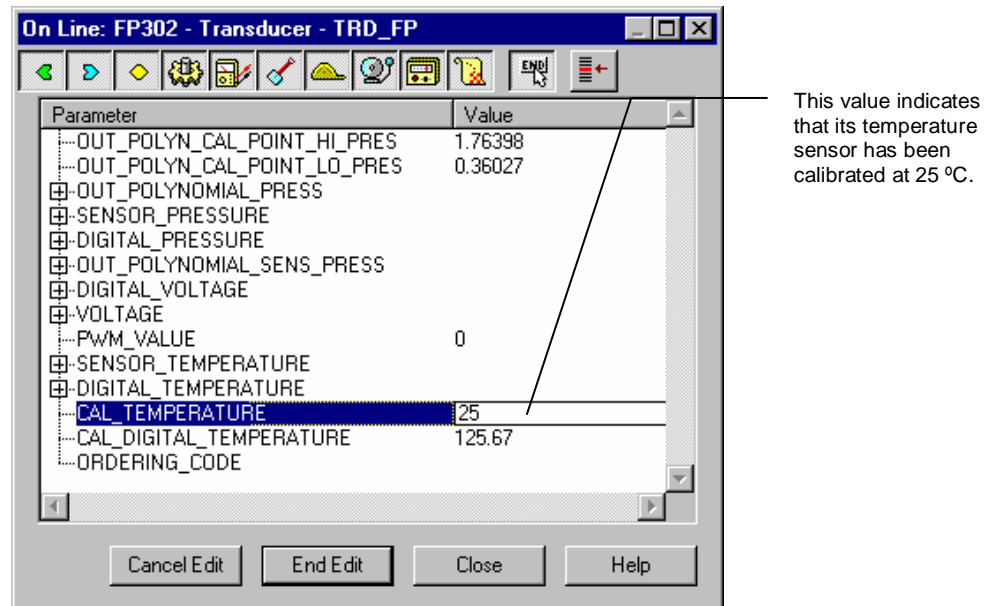 On Line: FP302 - Transducer - TRD_FP
END
Parameter Value
OUT_POLYN_CAL_POINT_HI_PRES 1.76398
OUT_POLYN_CAL_POINT_LO_PRES 0.36027
OUT_POLYNOMIAL_PRESS
SENSOR_PRESSURE
DIGITAL_PRESSURE
OUT_POLYNOMIAL_SENS_PRESS
DIGITAL_VOLTAGE
VOLTAGE
PWM_VALUE 0
SENSOR_TEMPERATURE
DIGITAL_TEMPERATURE
CAL_TEMPERATURE 25
CAL_DIGITAL_TEMPERATURE 125.67
ORDERING_CODE
Cancel Edit End Edit Close Help
This value indicates
that its temperature
sensor has been
calibrated at 25 ºC.